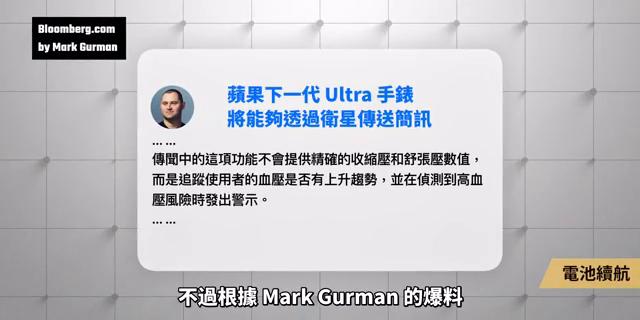 Bloomberg.com
by Mark Gurman
蘋果下一代 Ultra 手錶
將能夠透過衛星傳送簡訊
... ...
傳聞中的這項功能不會提供精確的收縮壓和舒張壓數值，
而是追蹤使用者的血壓是否有上升趨勢，並在偵測到高血
壓風險時發出警示。
... ...
電池續航
不過根據 Mark Gurman 的爆料